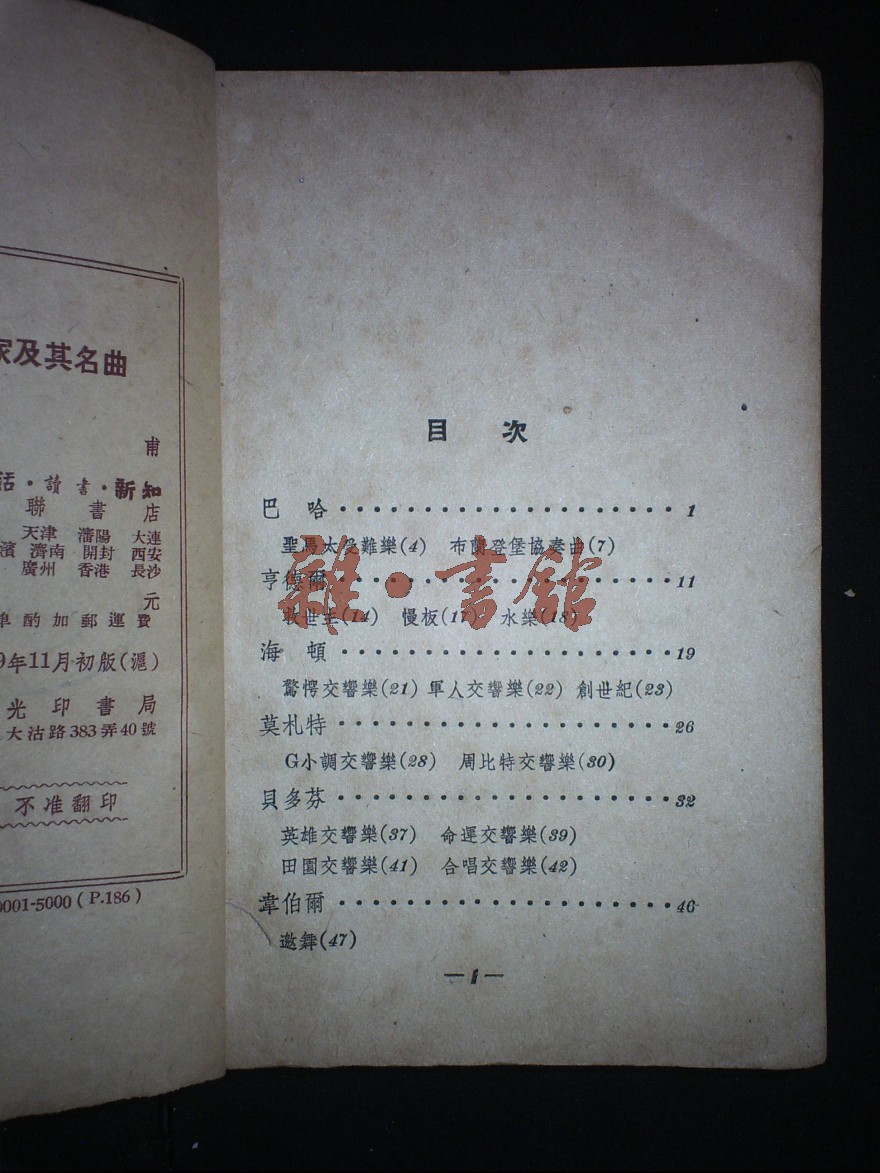 家及其名曲
甫
活·讀書·新知
聯書店
天津 瀋陽 大連
濱 濟南 開封 西安
廣州 香港 長沙
元
埠酌加郵運費
9年11月初版(滬)
光印書局
大沽路383弄40號
不准翻印
0001-5000(P.186)
目 次
巴 哈····················1
聖馬太受難樂(4) 布蘭登堡協奏曲(7)
亨德爾····················11
救世主(14) 慢板(17) 水樂(18)
海 頓····················19
驚愕交響樂(21) 軍人交響樂(22) 創世紀(23)
莫札特····················26
G小調交響樂(28) 周比特交響樂(30)
貝多芬····················32
英雄交響樂(37) 命運交響樂(39)
田園交響樂(41) 合唱交響樂(42)
韋伯爾····················46
邀舞(47)
—1—
雜·書館